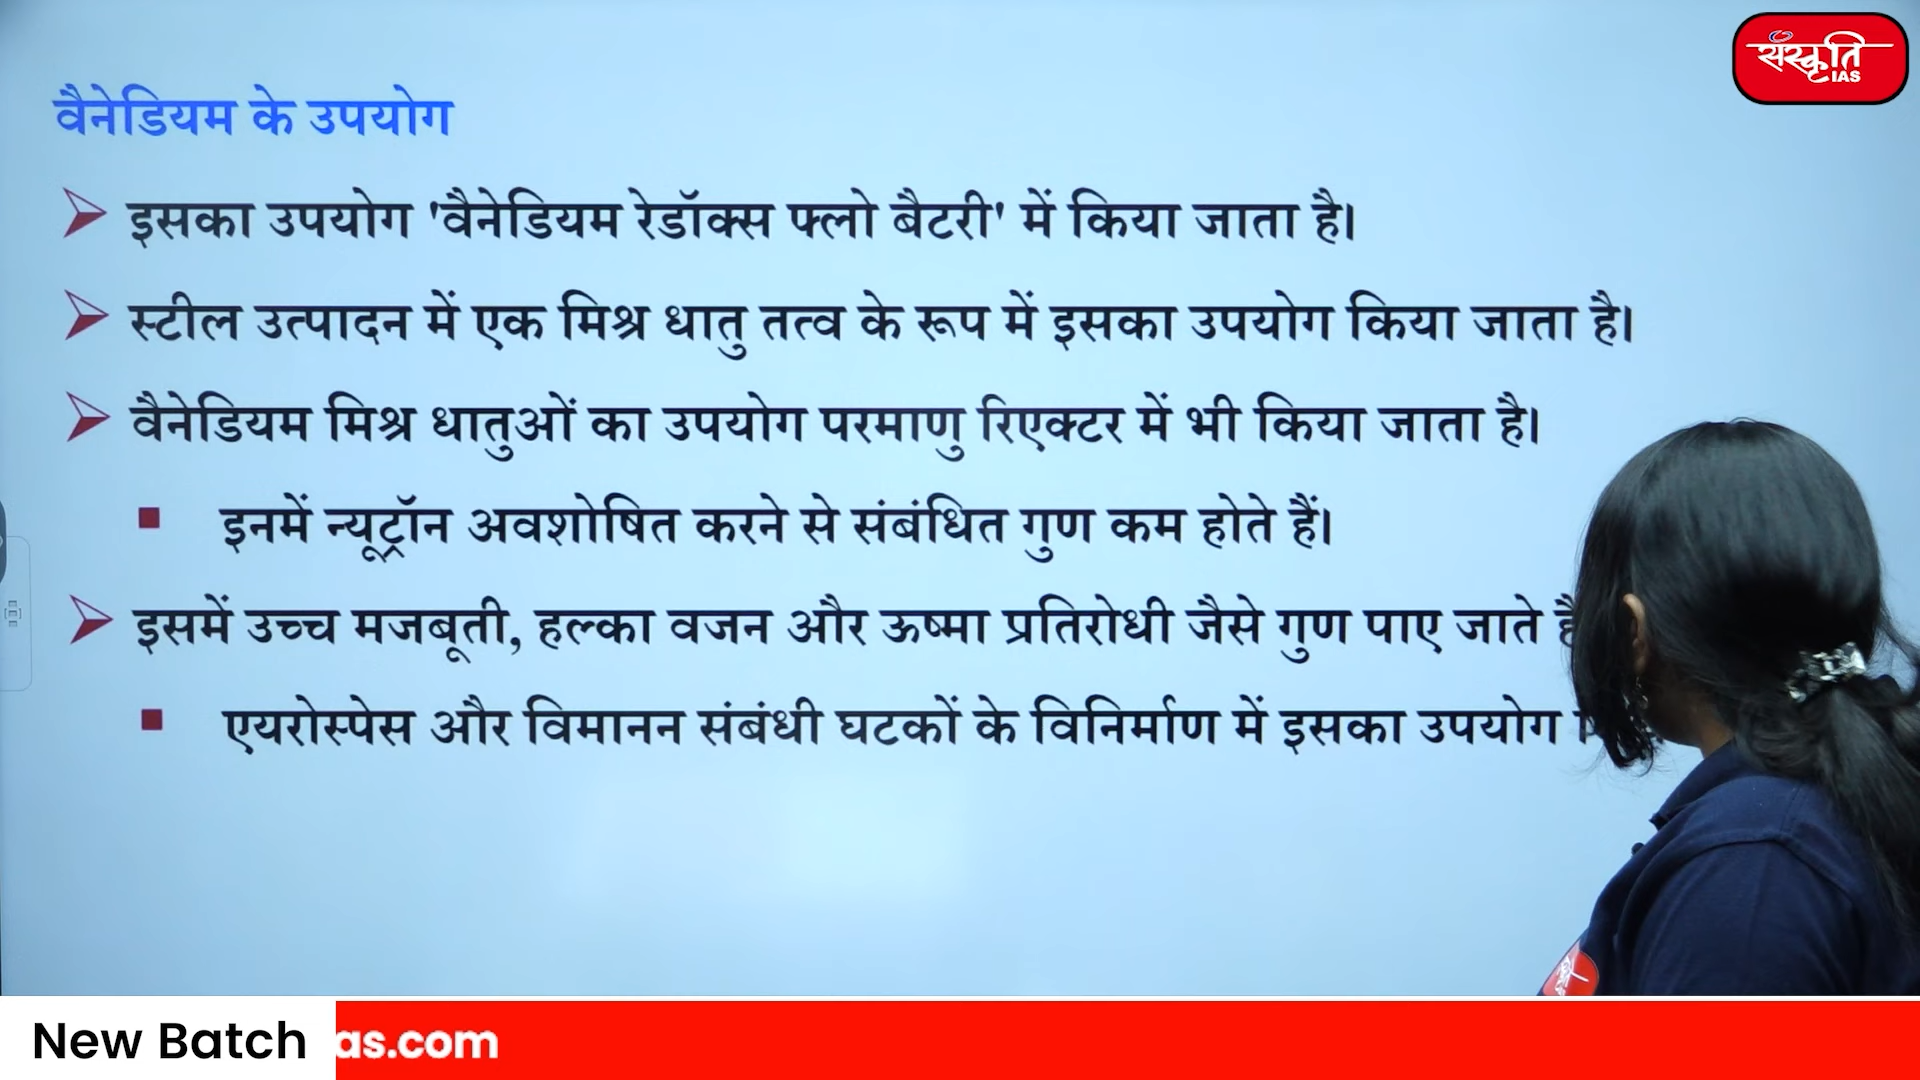 संस्कृति
IAS
वैनेडियम के उपयोग
इसका उपयोग 'वैनेडियम रेडॉक्स फ्लो बैटरी' में किया जाता है।
स्टील उत्पादन में एक मिश्र धातु तत्व के रूप में इसका उपयोग किया जाता है।
वैनेडियम मिश्र धातुओं का उपयोग परमाणु रिएक्टर में भी किया जाता है।
इनमें न्यूट्रॉन अवशोषित करने से संबंधित गुण कम होते हैं।
इसमें उच्च मजबूती, हल्का वजन और ऊष्मा प्रतिरोधी जैसे गुण पाए जाते
एयरोस्पेस और विमानन संबंधी घटकों के विनिर्माण में इसका उपयोग
New Batch as.com